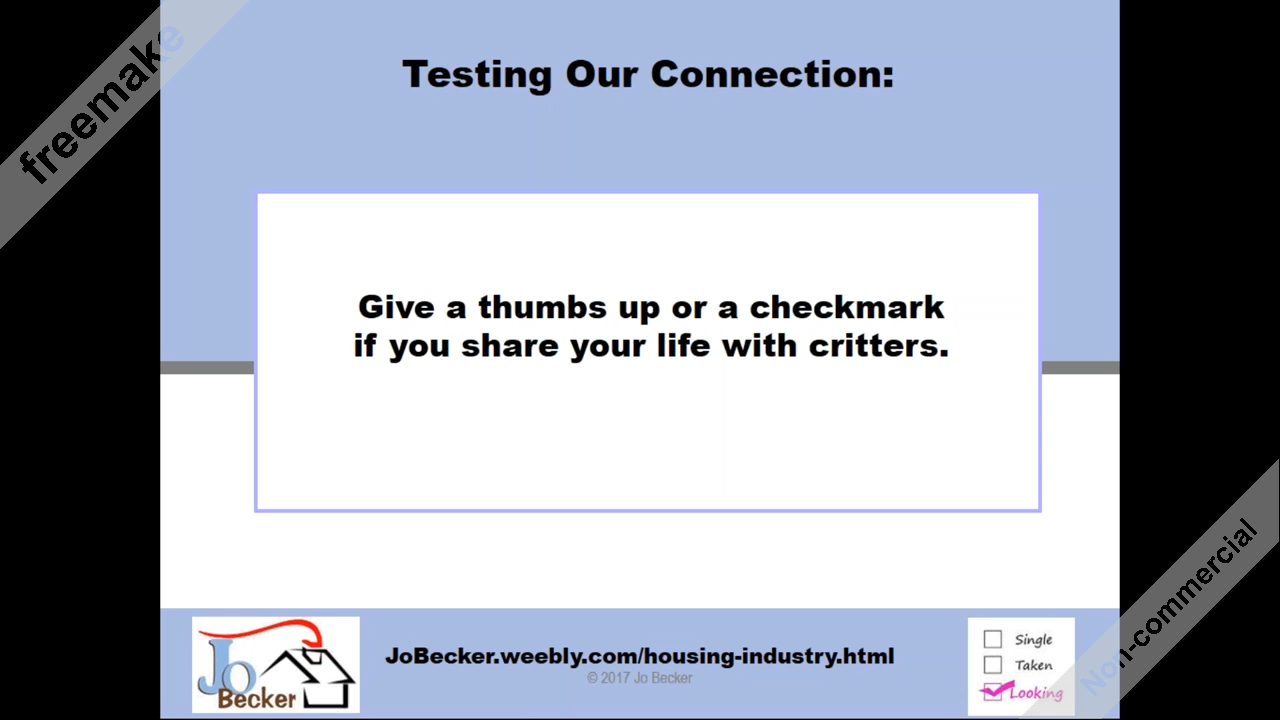 freemake
Testing Our Connection:
Give a thumbs up or a checkmark
if you share your life with critters.
Jo
Becker
JoBecker.weebly.com/housing-industry.html
© 2017 Jo Becker
Single
Taken
Looking
Non-commercial